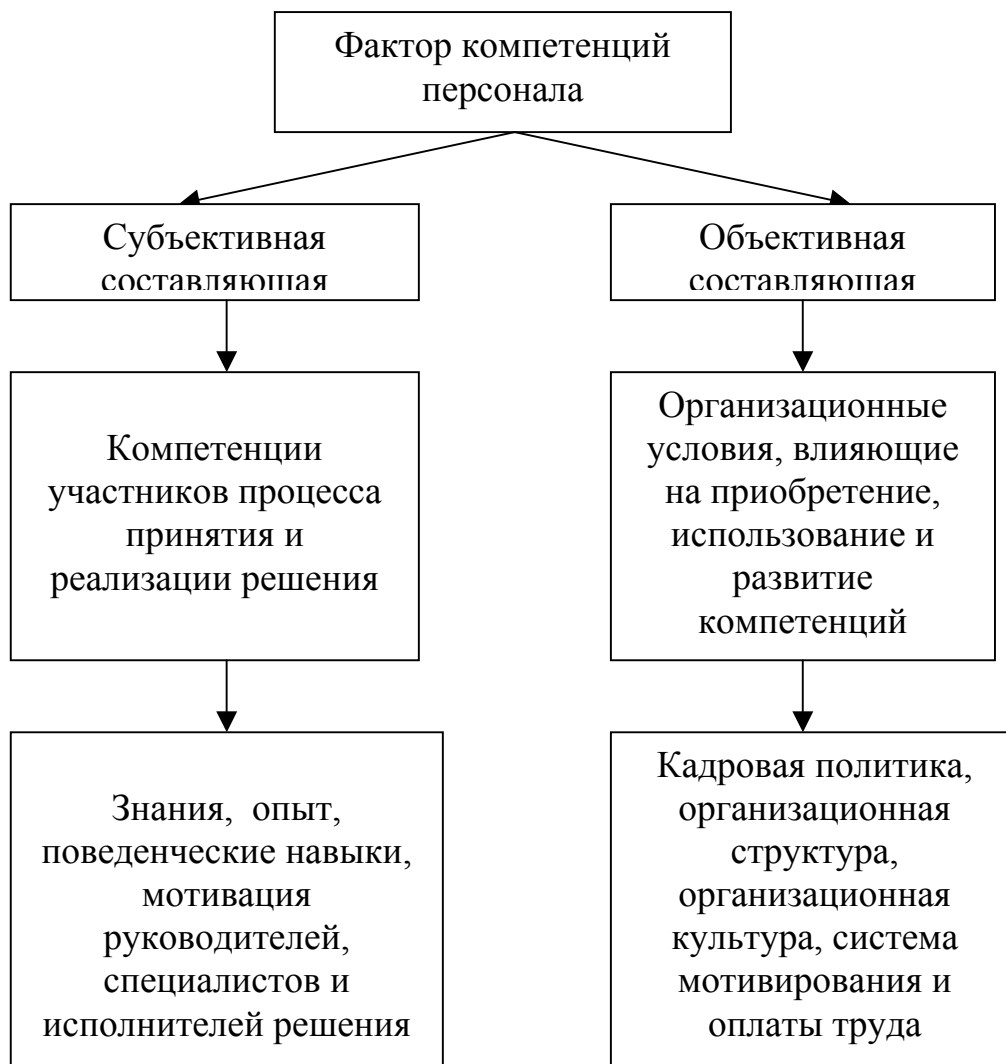 Фактор компетенций
персонала
Субъективная
составляющая
Объективная
составляющая
Компетенции
участников процесса
принятия и
реализации решения
Организационные
условия, влияющие
на приобретение,
использование и
развитие
компетенций
Знания,  опыт,
поведенческие навыки,
мотивация
руководителей,
специалистов и
исполнителей решения
Кадровая политика,
организационная
структура,
организационная
культура, система
мотивирования и
оплаты труда